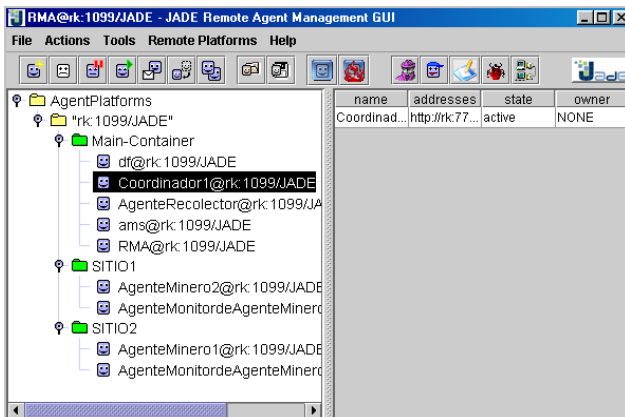 RMA@rk:1099/JADE - JADE Remote Agent Management GUI
File Actions Tools Remote Platforms Help
Jade
AgentPlatforms
"rk:1099/JADE"
Main-Container
df@rk:1099/JADE
Coordinador1@rk:1099/JADE
AgenteRecolector@rk:1099/JA
ams@rk:1099/JADE
RMA@rk:1099/JADE
SITIO1
AgenteMinero2@rk:1099/JADE
AgenteMonitordeAgenteMinero
SITIO2
AgenteMinero1@rk:1099/JADE
AgenteMonitordeAgenteMinero
name addresses state owner
Coordinad... http://rk:77... active NONE